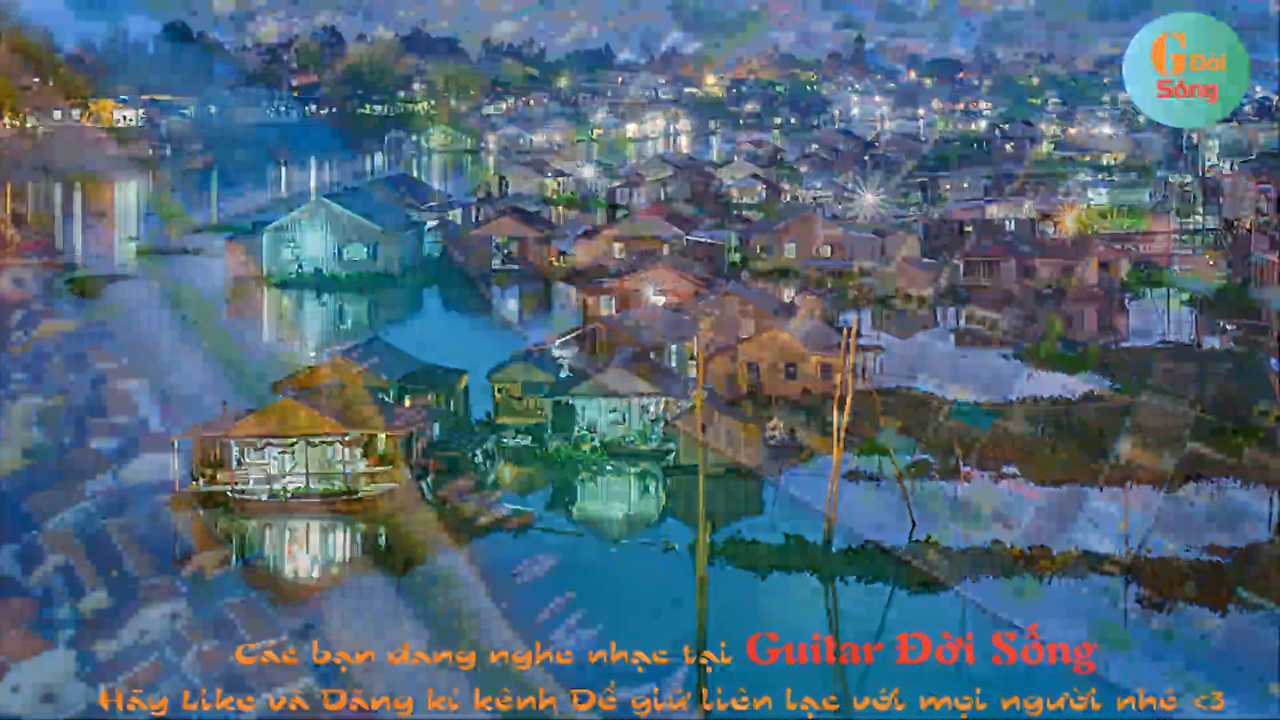 G Đời
Sống
Các bạn đang nghe nhạc tại Guitar Đời Sống
Hãy Like và Đăng kí kênh Để giữ liên lạc với mọi người nhé <3